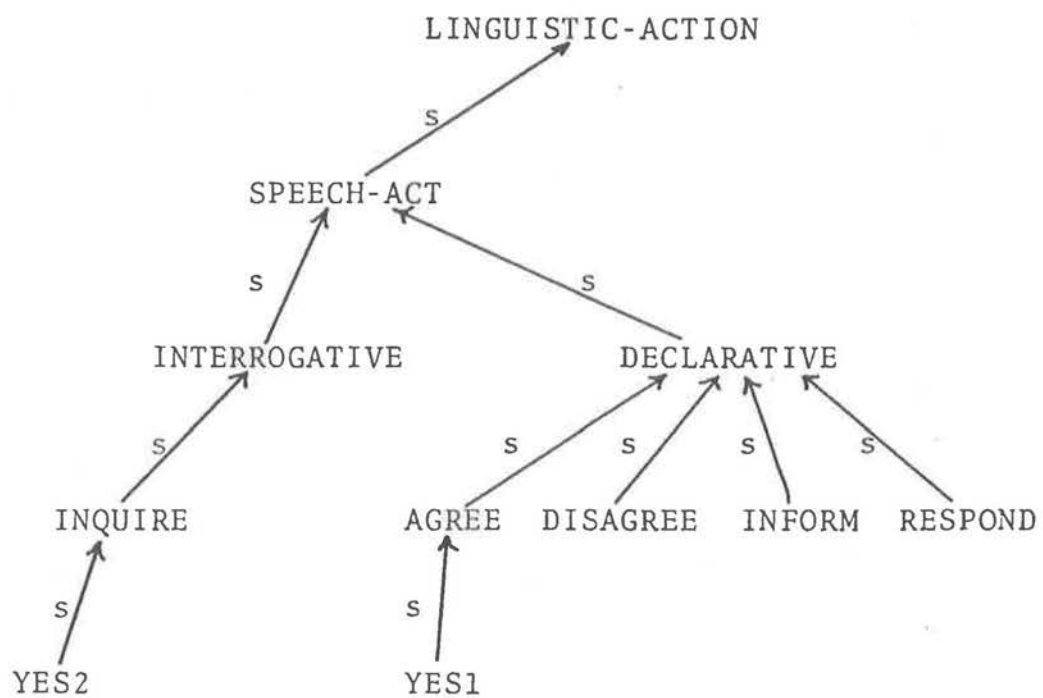 LINGUISTIC-ACTION
S
SPEECH-ACT
S S
INTERROGATIVE DECLARATIVE
S S S S S
INQUIRE AGREE DISAGREE INFORM RESPOND
S S
YES2 YES1